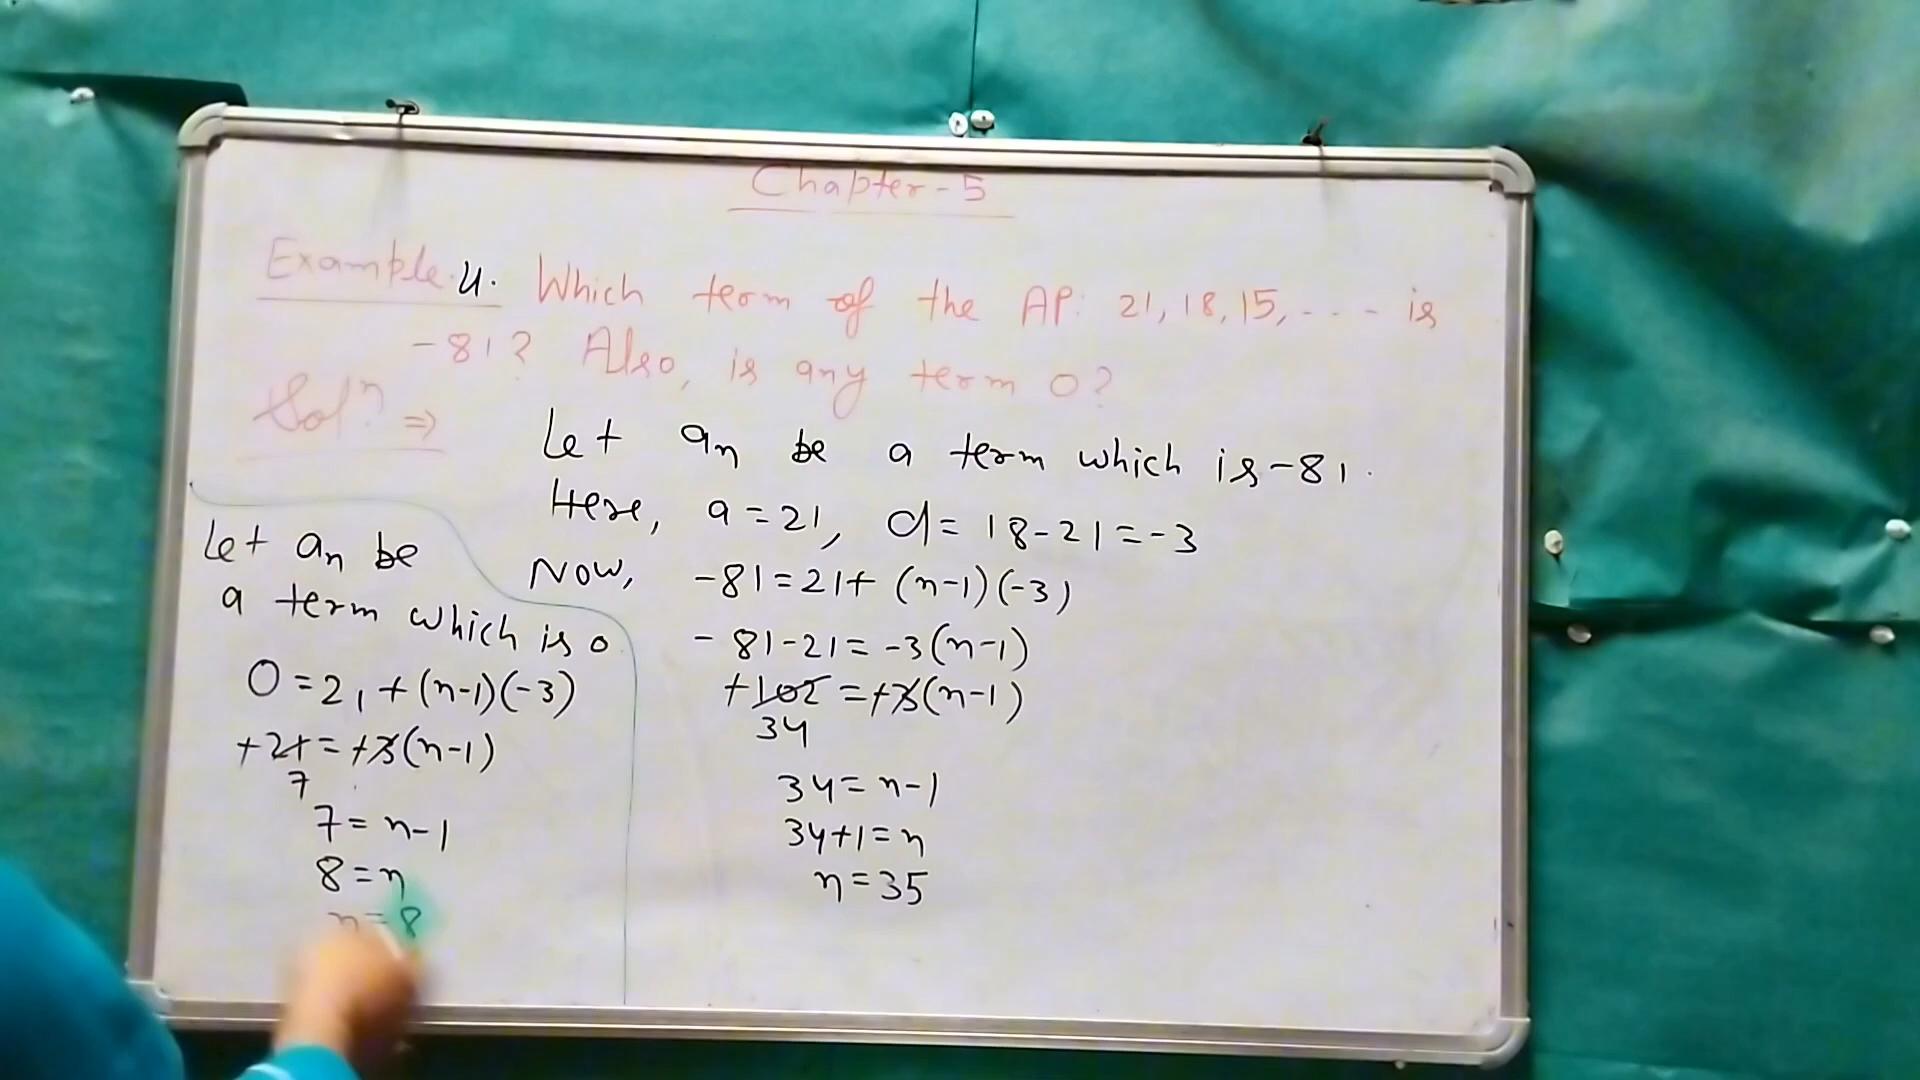 Chapter-5
Example.4. Which term of the AP: 21, 18, 15, --- is
-81? Also, is any term 0?
Solⁿ. ⇒
Let an be a term which is -81.
Here, a=21, d= 18-21=-3
Now, -81=21+ (n-1)(-3)
-81-21= -3(n-1)
+102 =+3(n-1)
34
34= n-1
34+1=n
n=35
Let an be
a term which is 0
0=21+(n-1)(-3)
+21=+3(n-1)
7
7= n-1
8=n
n=8